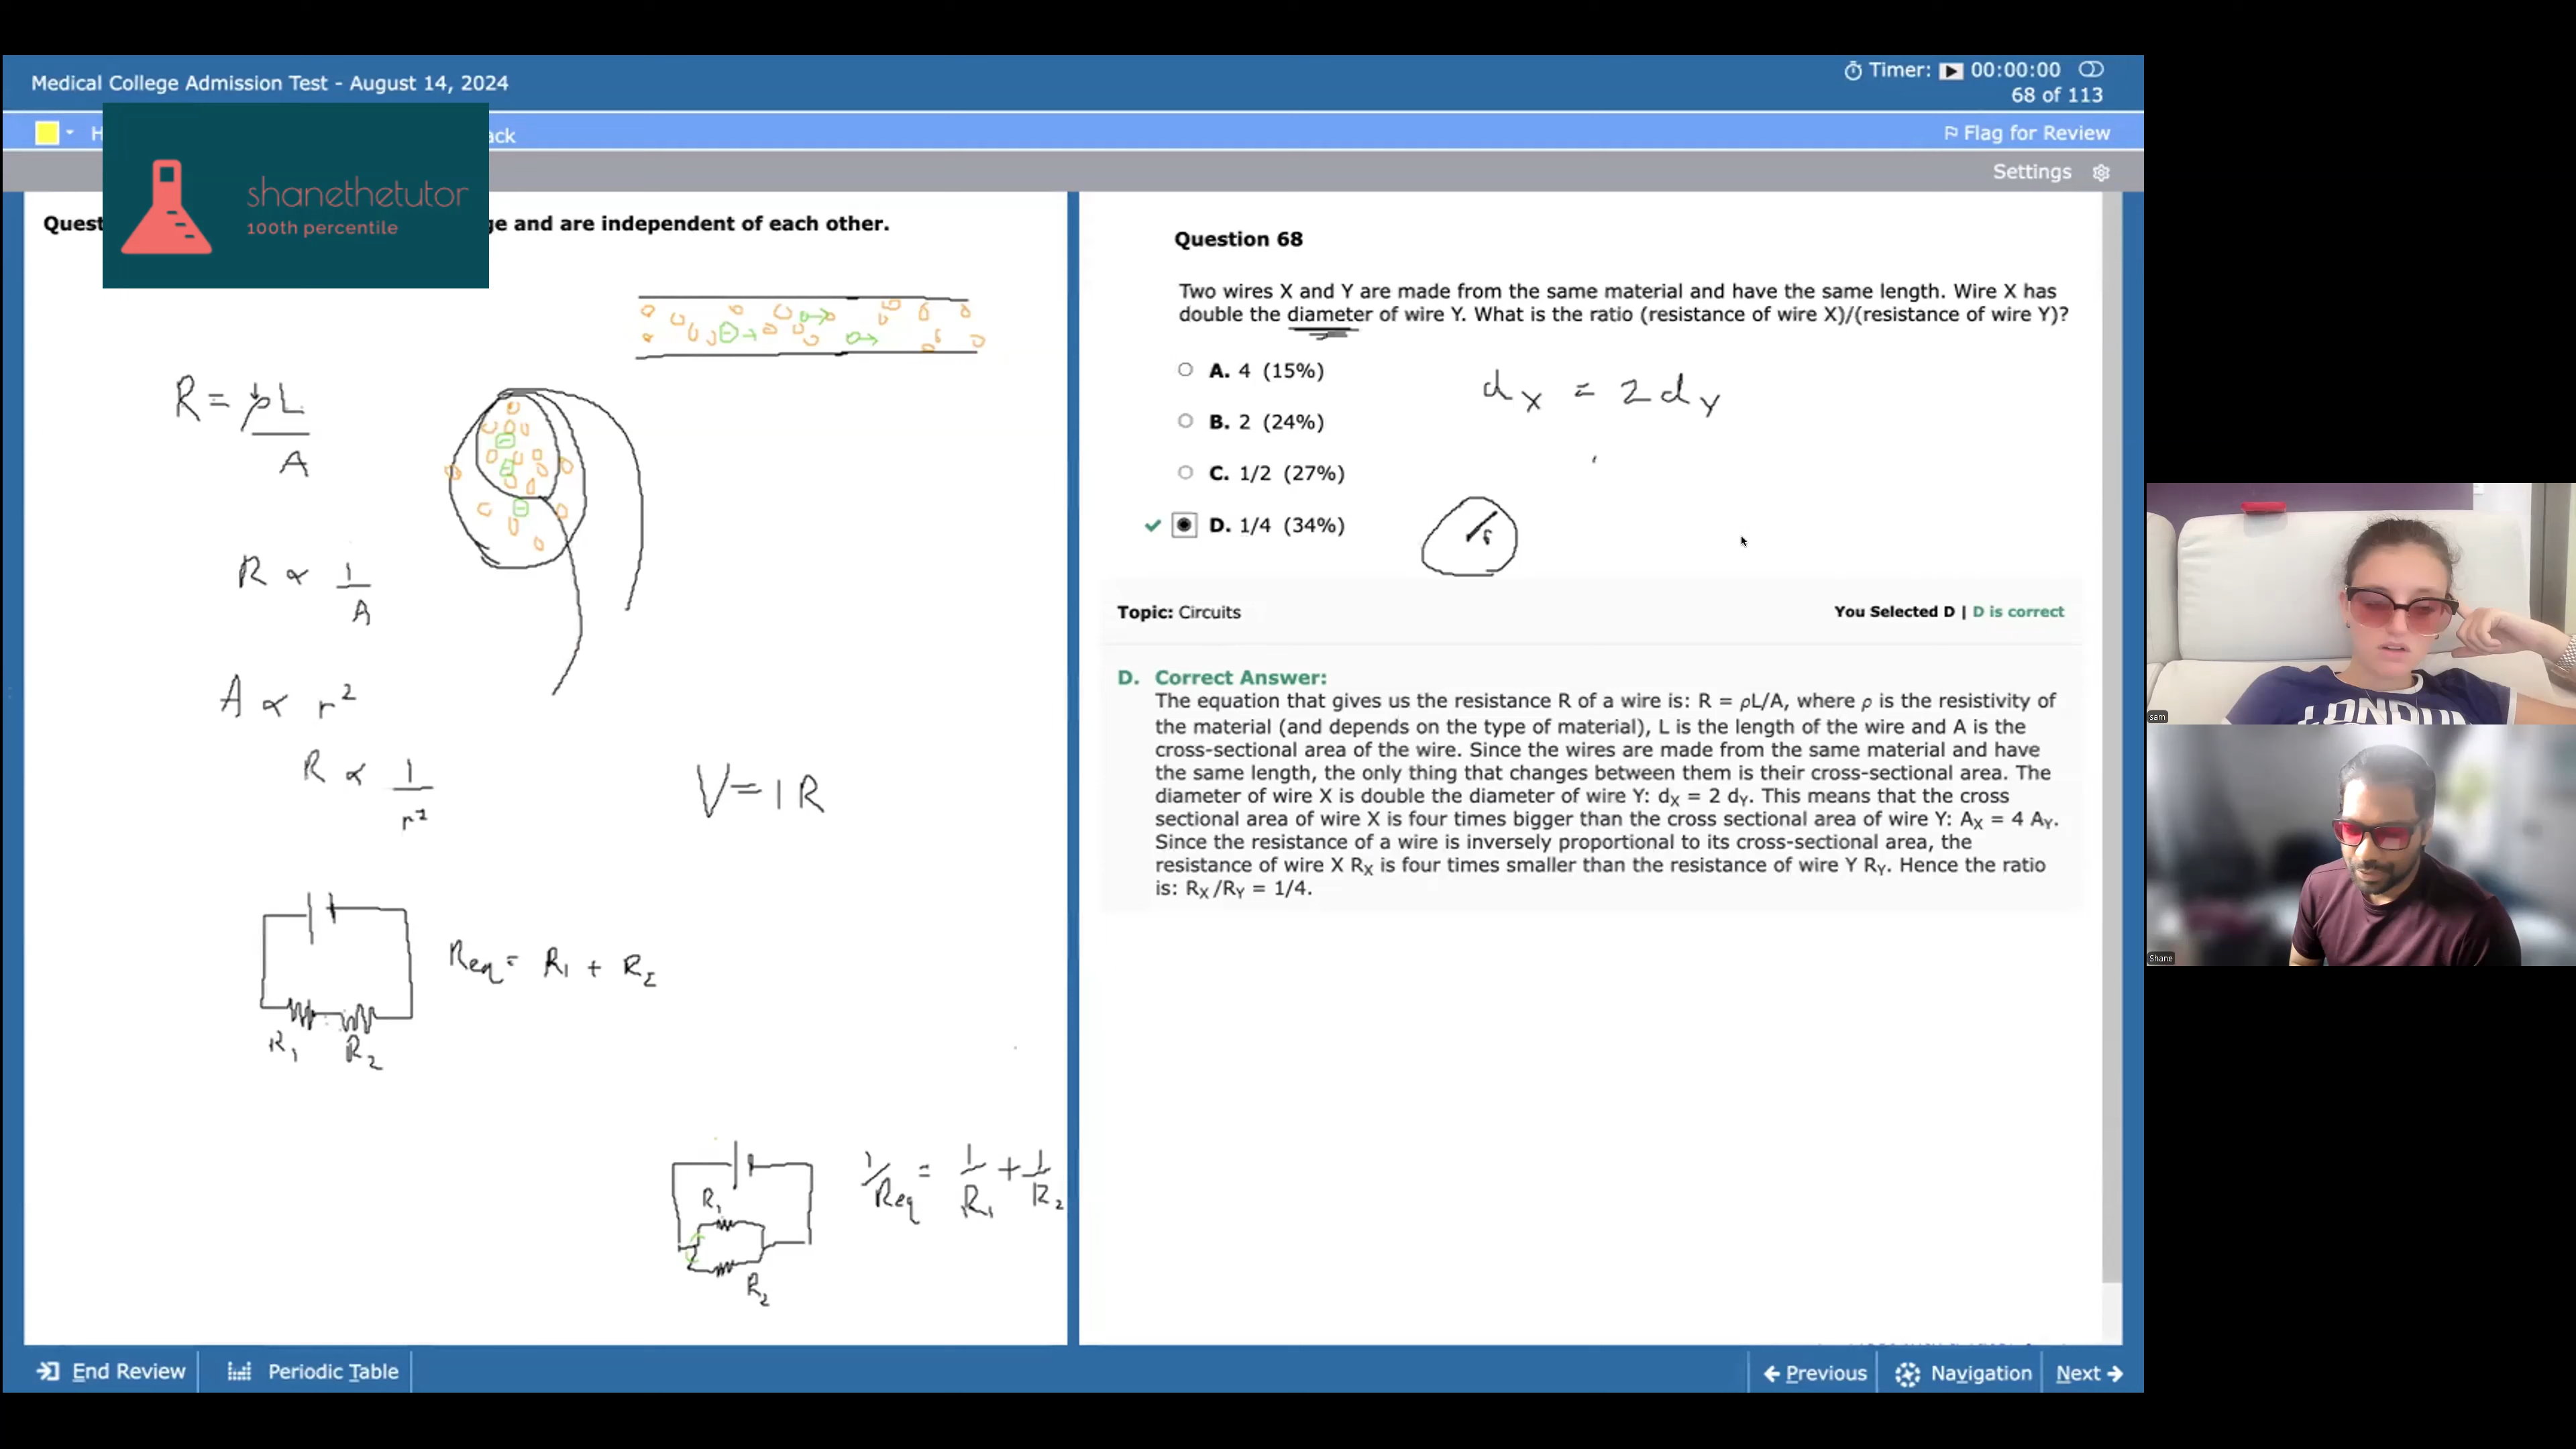 Medical College Admission Test - August 14, 2024
Timer: 00:00:00
68 of 113
H
ack
Flag for Review
Settings
shanethetutor
100th percentile
Quest
ge and are independent of each other.
R = ρL
A
R ∝ 1
A
A ∝ r²
R ∝ 1
r²
V = I R
Req = R₁ + R₂
R₁ R₂
R₁
R₂
1/Req = 1/R₁ + 1/R₂
Question 68
Two wires X and Y are made from the same material and have the same length. Wire X has
double the diameter of wire Y. What is the ratio (resistance of wire X)/(resistance of wire Y)?
A. 4 (15%)
B. 2 (24%)
C. 1/2 (27%)
D. 1/4 (34%)
dX = 2dY
r
Topic: Circuits
You Selected D | D is correct
D. Correct Answer:
The equation that gives us the resistance R of a wire is: R = ρL/A, where ρ is the resistivity of
the material (and depends on the type of material), L is the length of the wire and A is the
cross-sectional area of the wire. Since the wires are made from the same material and have
the same length, the only thing that changes between them is their cross-sectional area. The
diameter of wire X is double the diameter of wire Y: dX = 2 dY. This means that the cross
sectional area of wire X is four times bigger than the cross sectional area of wire Y: AX = 4 AY.
Since the resistance of a wire is inversely proportional to its cross-sectional area, the
resistance of wire X RX is four times smaller than the resistance of wire Y RY. Hence the ratio
is: RX/RY = 1/4.
End Review
Periodic Table
Previous
Navigation
Next
LONDON
sam
Shane